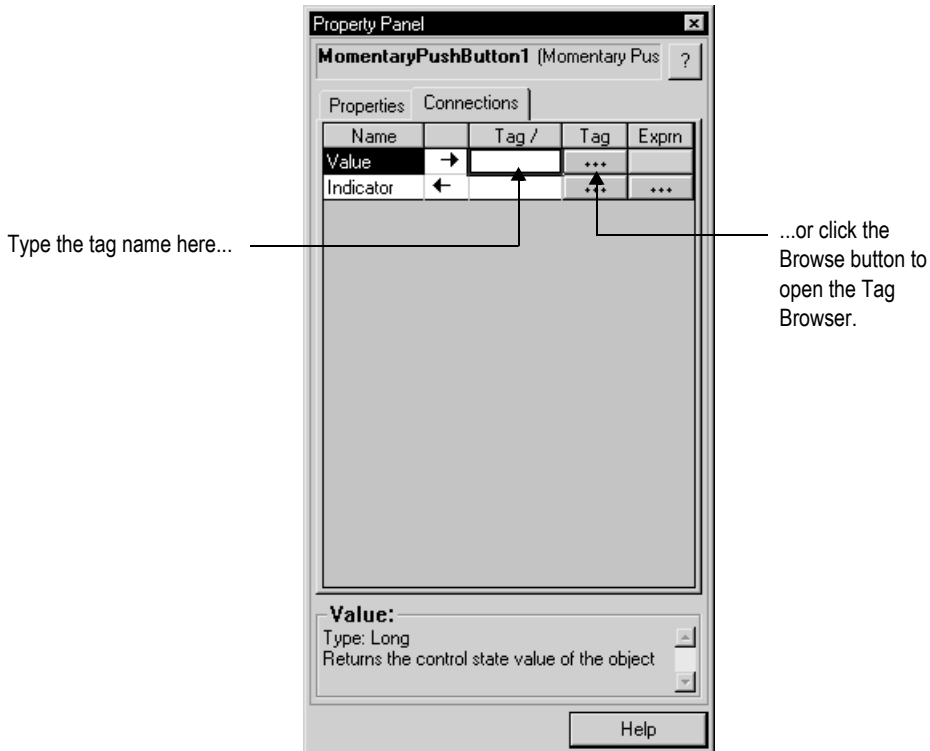 Property Panel
MomentaryPushButton1 (Momentary Pus
?
Properties Connections
Name Tag / Tag Exprn
Value → ...
Indicator ← ... ...
Type the tag name here...
...or click the
Browse button to
open the Tag
Browser.
Value:
Type: Long
Returns the control state value of the object
Help